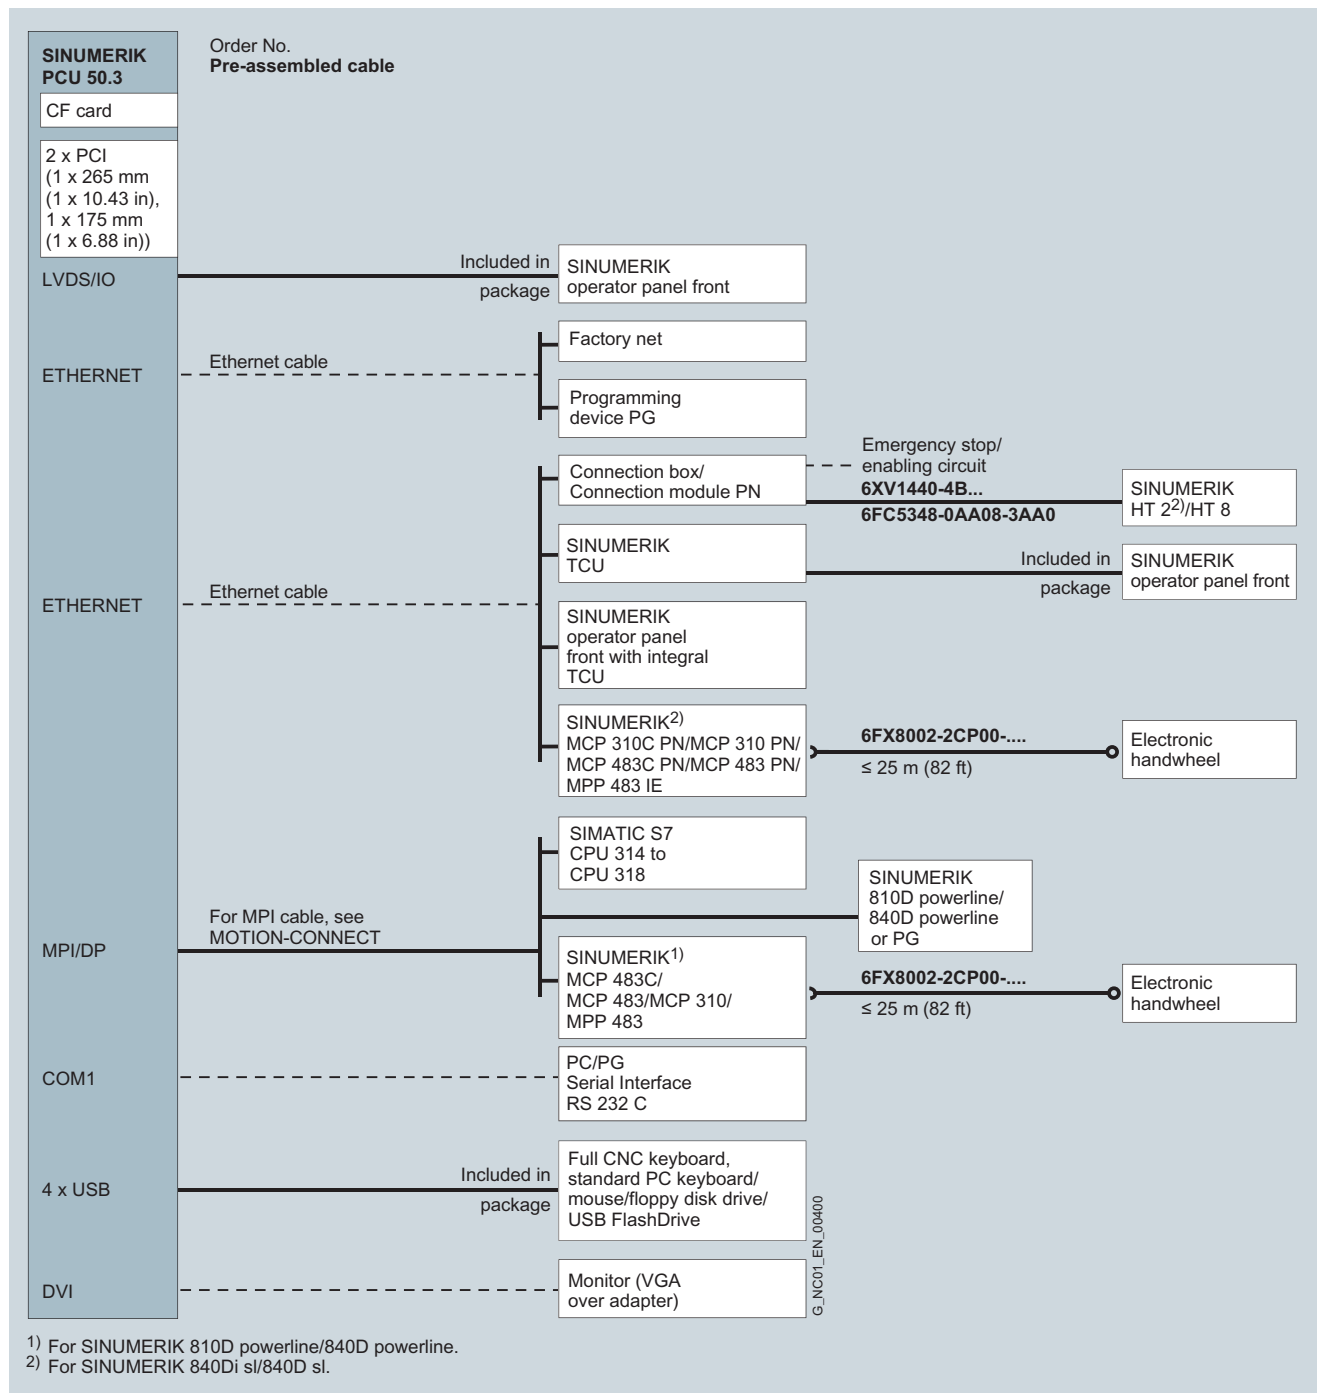 SINUMERIK
PCU 50.3
Order No.
Pre-assembled cable
CF card
2 x PCI
(1 x 265 mm
(1 x 10.43 in),
1 x 175 mm
(1 x 6.88 in))
LVDS/IO
Included in
package
SINUMERIK
operator panel front
ETHERNET
Ethernet cable
Factory net
Programming
device PG
ETHERNET
Ethernet cable
Connection box/
Connection module PN
Emergency stop/
enabling circuit
6XV1440-4B...
6FC5348-0AA08-3AA0
SINUMERIK
HT 2²⁾/HT 8
SINUMERIK
TCU
Included in
package
SINUMERIK
operator panel front
SINUMERIK
operator panel
front with integral
TCU
SINUMERIK²⁾
MCP 310C PN/MCP 310 PN/
MCP 483C PN/MCP 483 PN/
MPP 483 IE
6FX8002-2CP00-....
≤ 25 m (82 ft)
Electronic
handwheel
MPI/DP
For MPI cable, see
MOTION-CONNECT
SIMATIC S7
CPU 314 to
CPU 318
SINUMERIK
810D powerline/
840D powerline
or PG
SINUMERIK¹⁾
MCP 483C/
MCP 483/MCP 310/
MPP 483
6FX8002-2CP00-....
≤ 25 m (82 ft)
Electronic
handwheel
COM1
PC/PG
Serial Interface
RS 232 C
4 x USB
Included in
package
Full CNC keyboard,
standard PC keyboard/
mouse/floppy disk drive/
USB FlashDrive
DVI
Monitor (VGA
over adapter)
G_NC01_EN_00400
¹⁾ For SINUMERIK 810D powerline/840D powerline.
²⁾ For SINUMERIK 840Di sl/840D sl.